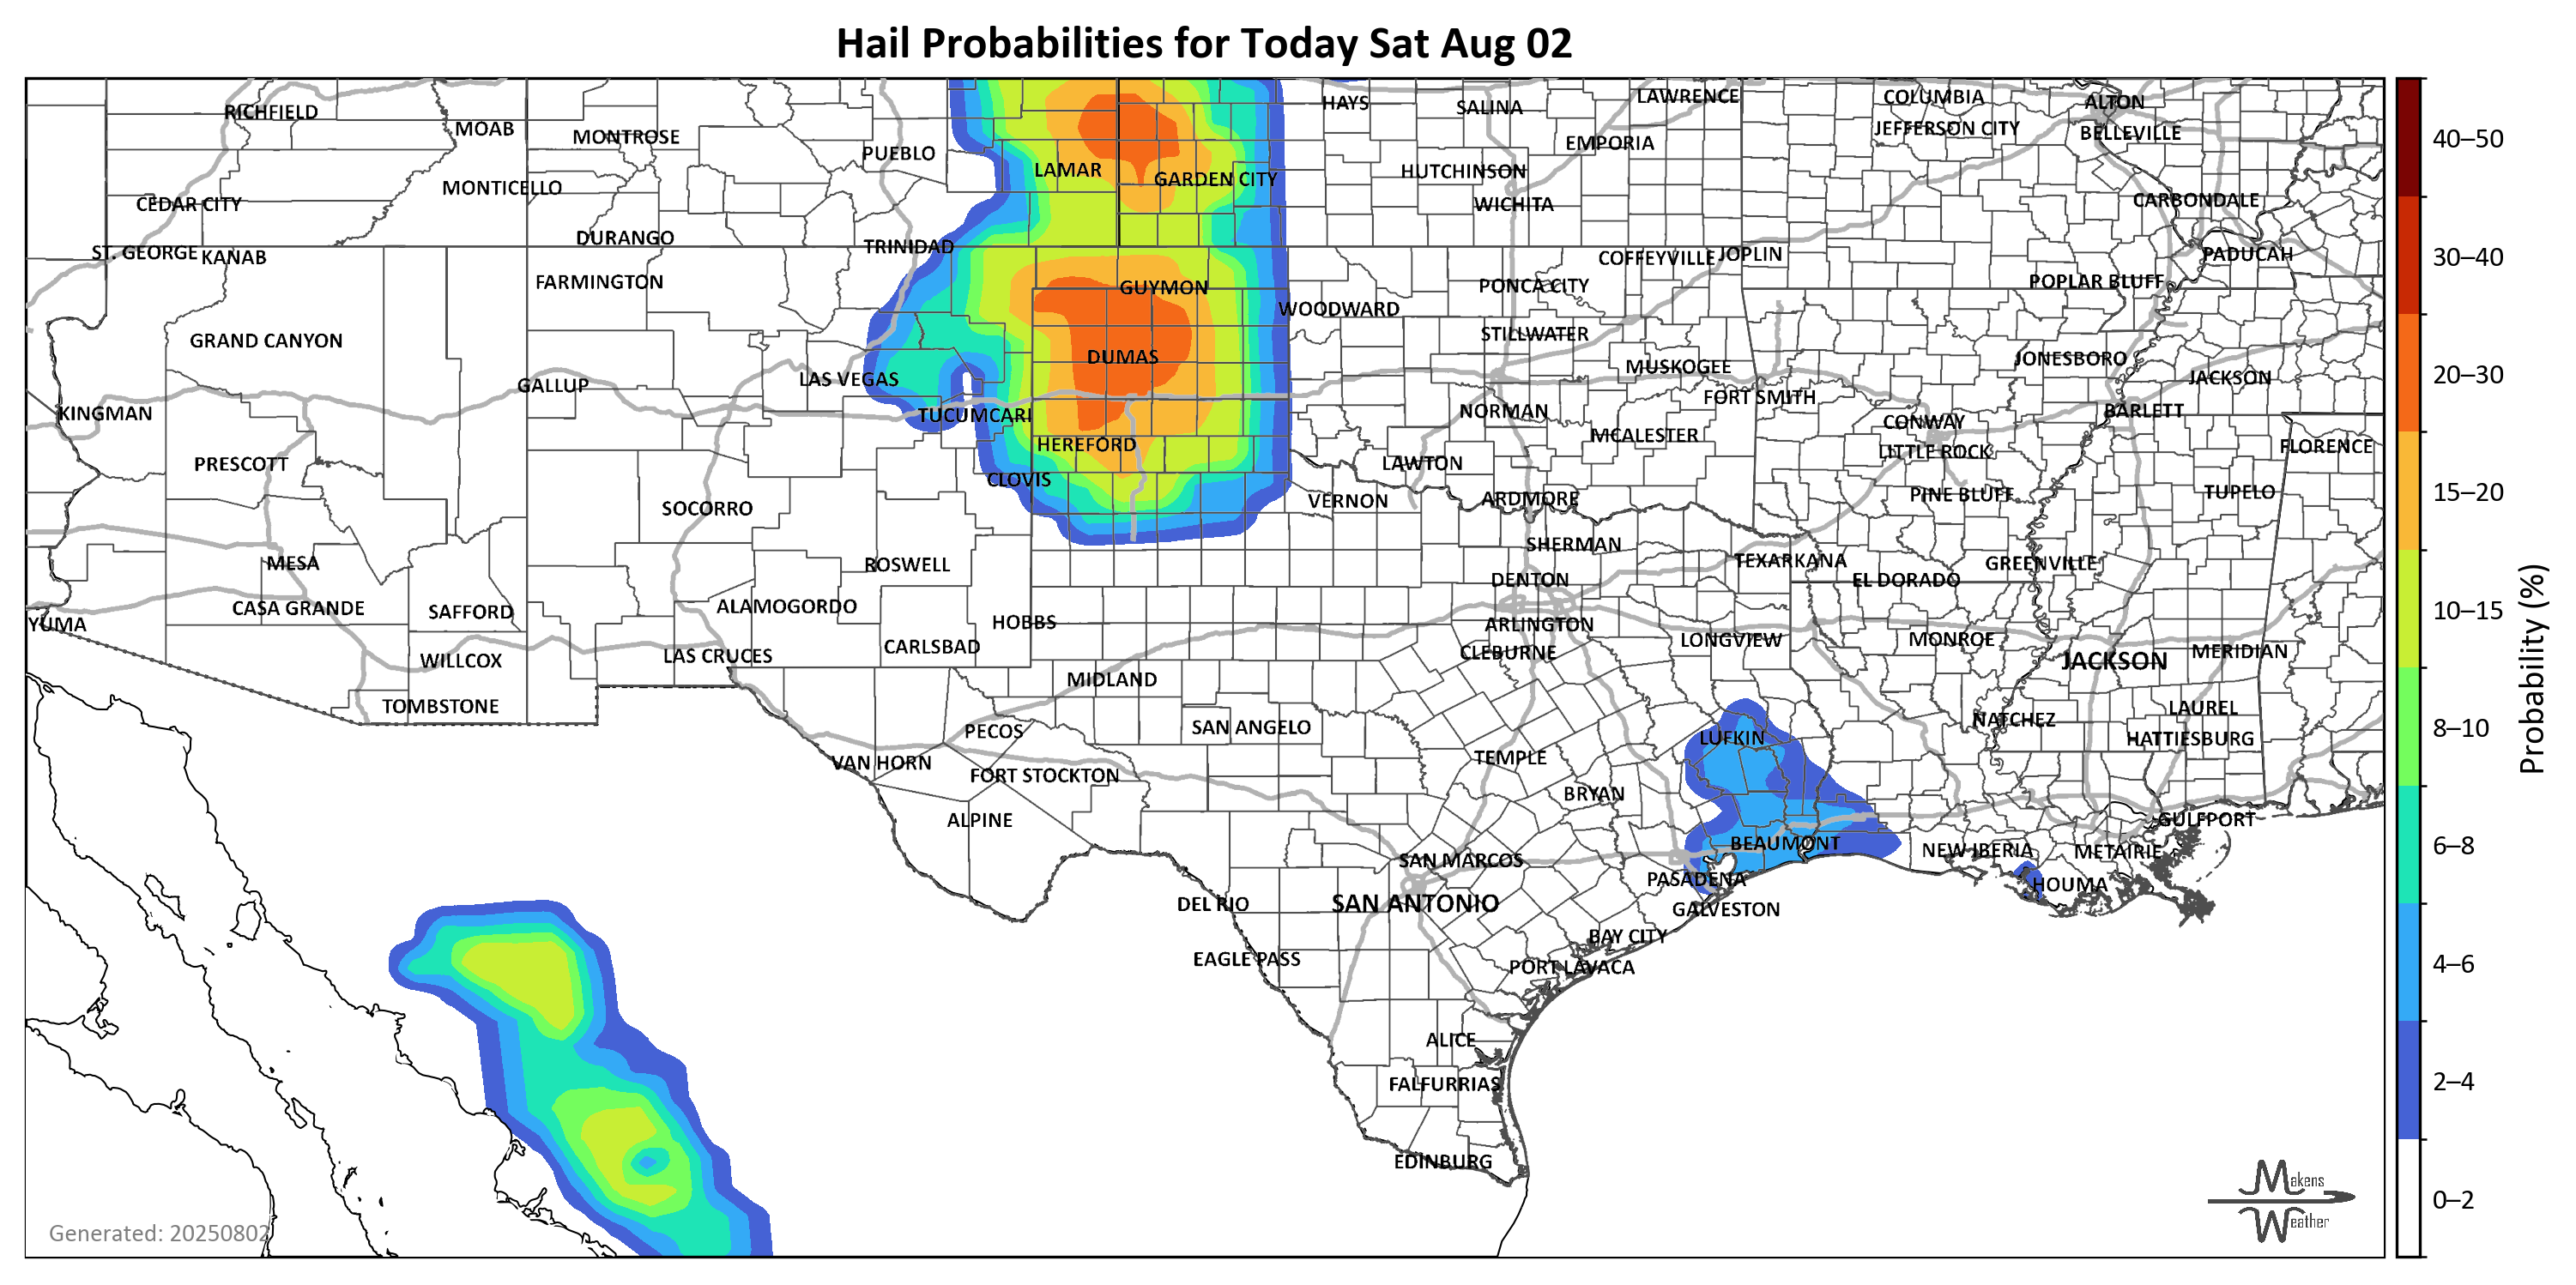 Hail Probabilities for Today Sat Aug 02
HAYS
SALINA
LAWRENCE
COLUMBIA
ALTON
RICHFIELD
MOAB
MONTROSE
PUEBLO
EMPORIA
JEFFERSON CITY
BELLEVILLE
LAMAR
GARDEN CITY
HUTCHINSON
MONTICELLO
CEDAR CITY
WICHITA
CARBONDALE
DURANGO
TRINIDAD
ST. GEORGE
KANAB
COFFEYVILLE
JOPLIN
PADUCAH
FARMINGTON
GUYMON
PONCA CITY
POPLAR BLUFF
WOODWARD
GRAND CANYON
STILLWATER
DUMAS
MUSKOGEE
JONESBORO
LAS VEGAS
JACKSON
GALLUP
FORT SMITH
KINGMAN
TUCUMCARI
NORMAN
BARLETT
CONWAY
HEREFORD
MCALESTER
LITTLE ROCK
FLORENCE
PRESCOTT
LAWTON
CLOVIS
VERNON
ARDMORE
PINE BLUFF
TUPELO
SOCORRO
SHERMAN
MESA
ROSWELL
TEXARKANA
GREENVILLE
DENTON
EL DORADO
CASA GRANDE
SAFFORD
ALAMOGORDO
YUMA
HOBBS
ARLINGTON
CARLSBAD
CLEBURNE
LONGVIEW
MONROE
MERIDIAN
WILLCOX
LAS CRUCES
JACKSON
MIDLAND
TOMBSTONE
NATCHEZ
LAUREL
PECOS
SAN ANGELO
LUFKIN
HATTIESBURG
VAN HORN
FORT STOCKTON
TEMPLE
BRYAN
ALPINE
GULFPORT
BEAUMONT
SAN MARCOS
NEW IBERIA
METAIRIE
PASADENA
HOUMA
DEL RIO
SAN ANTONIO
GALVESTON
BAY CITY
EAGLE PASS
PORT LAVACA
ALICE
FALFURRIAS
EDINBURG
Generated: 20250802
Makens
Weather
40–50
30–40
20–30
15–20
10–15
8–10
6–8
4–6
2–4
0–2
Probability (%)